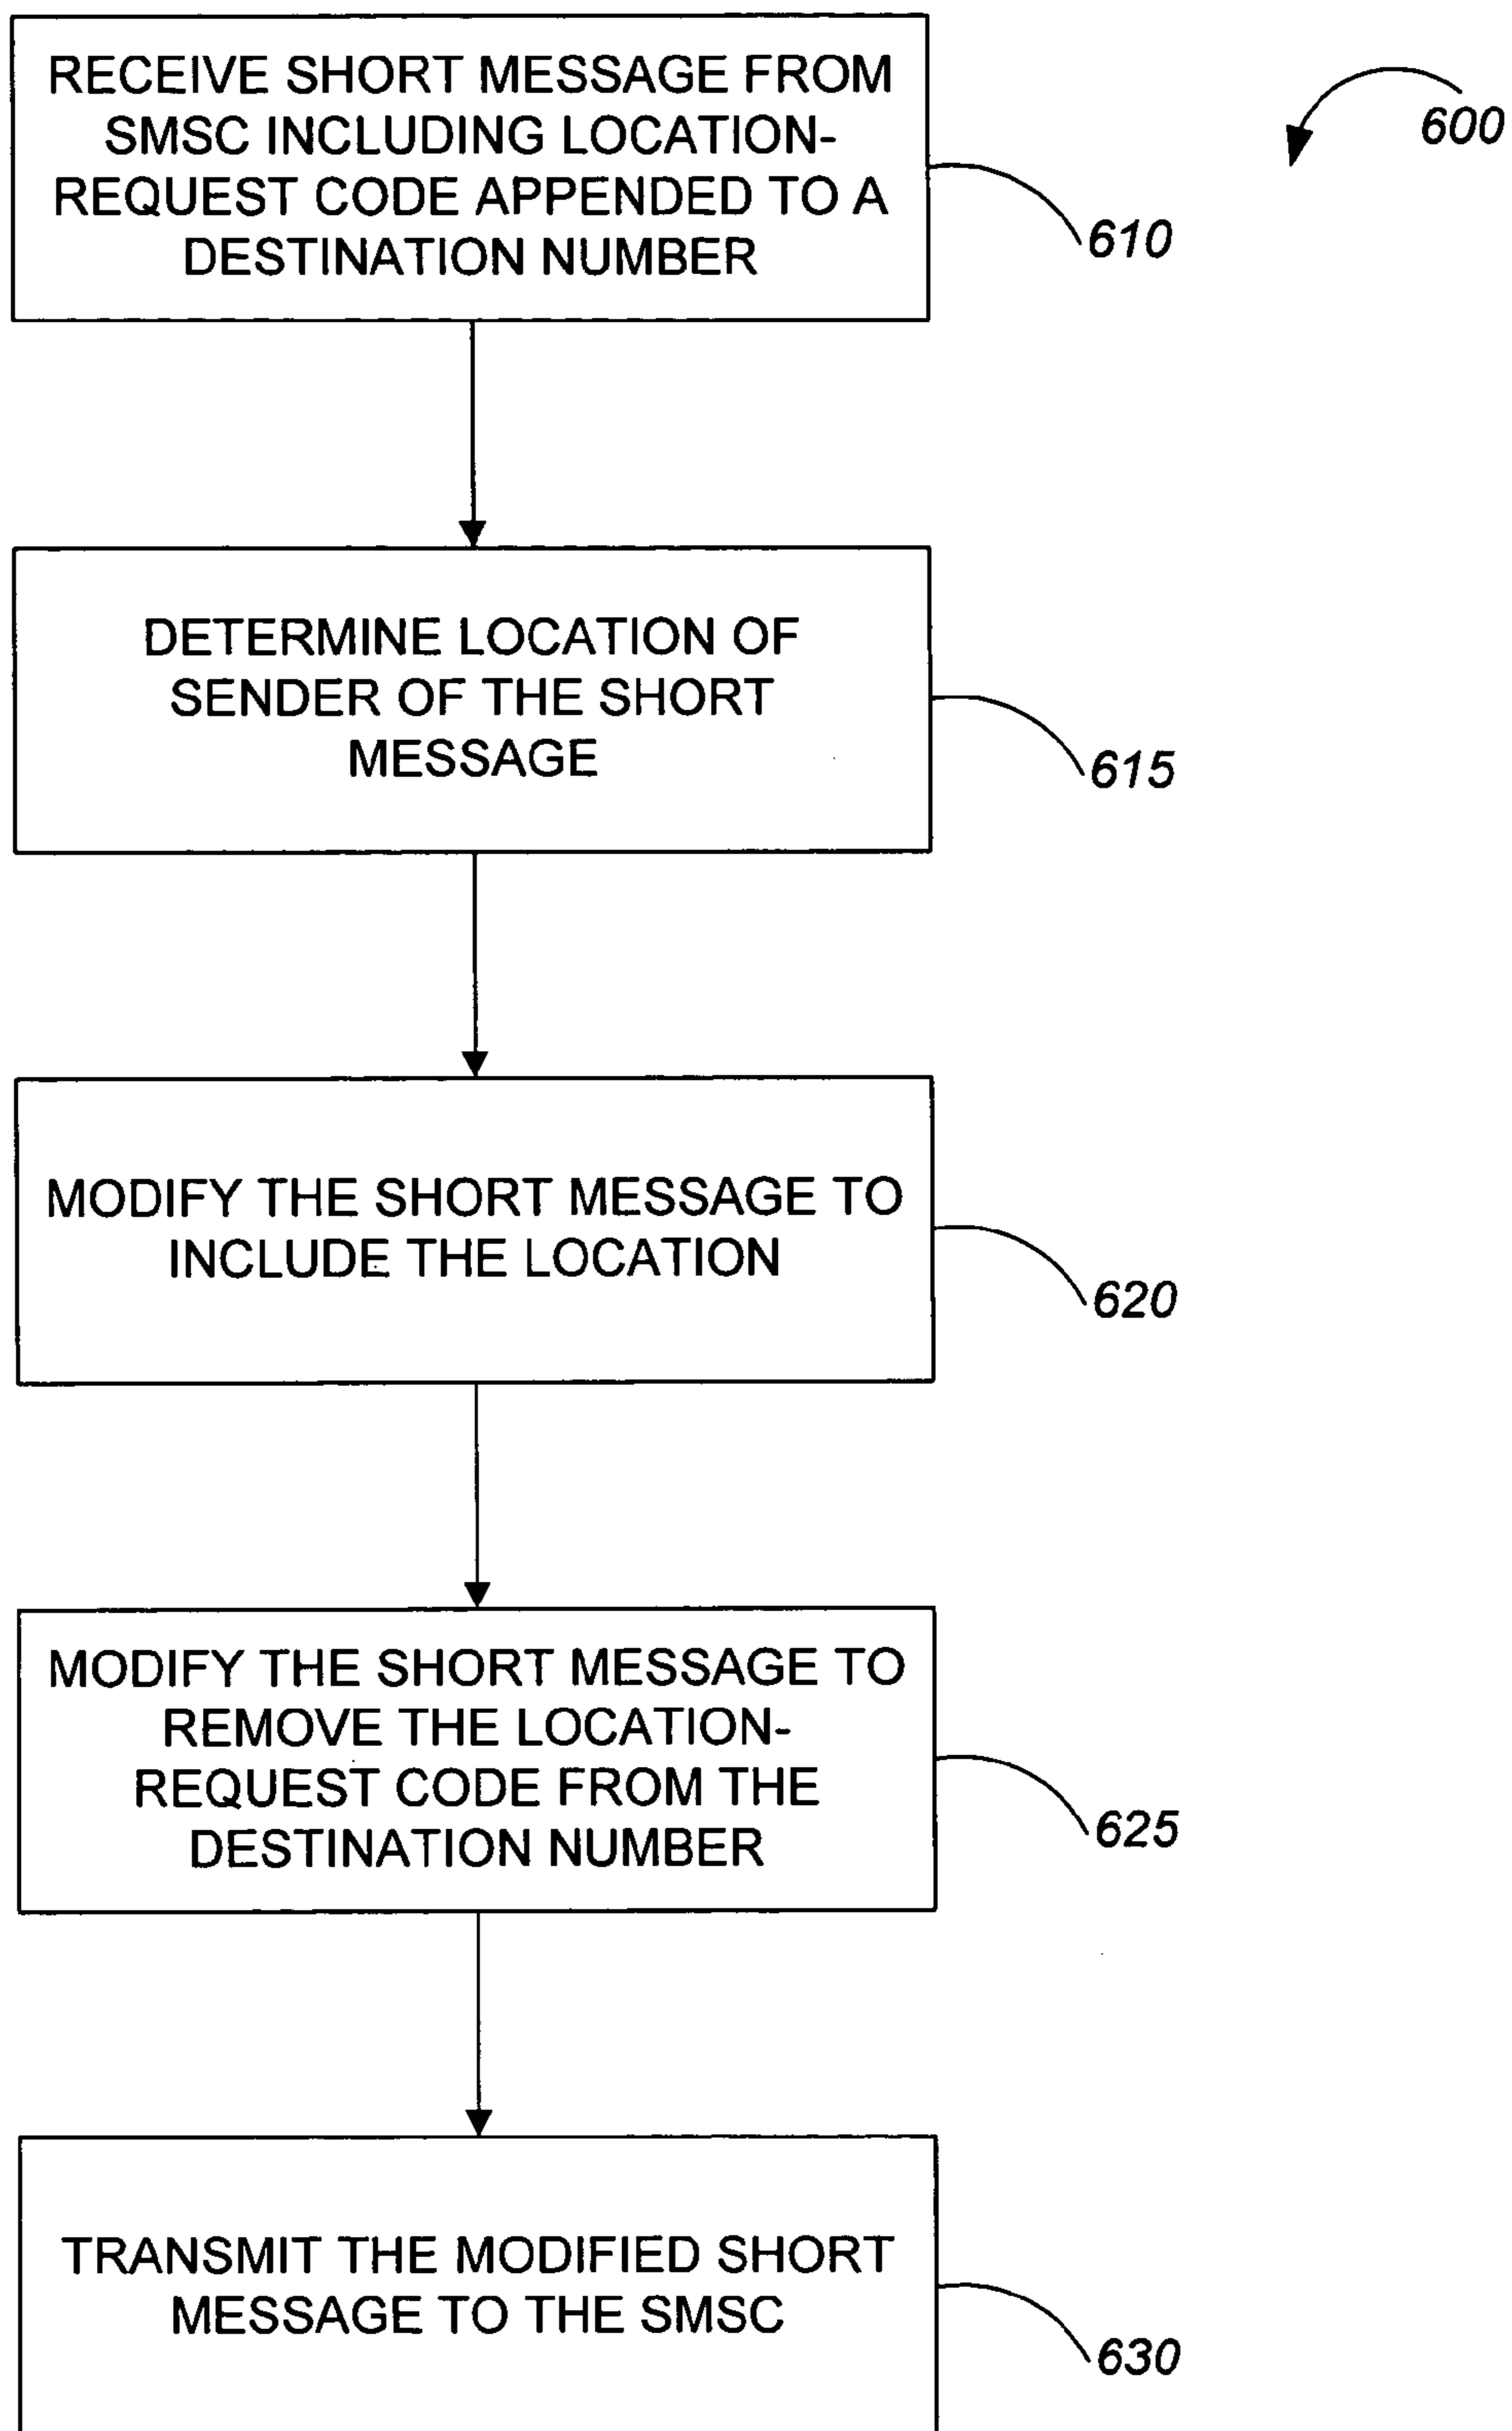 RECEIVE SHORT MESSAGE FROM
SMSC INCLUDING LOCATION-
REQUEST CODE APPENDED TO A
DESTINATION NUMBER
600
610
DETERMINE LOCATION OF
SENDER OF THE SHORT
MESSAGE
615
MODIFY THE SHORT MESSAGE TO
INCLUDE THE LOCATION
620
MODIFY THE SHORT MESSAGE TO
REMOVE THE LOCATION-
REQUEST CODE FROM THE
DESTINATION NUMBER
625
TRANSMIT THE MODIFIED SHORT
MESSAGE TO THE SMSC
630